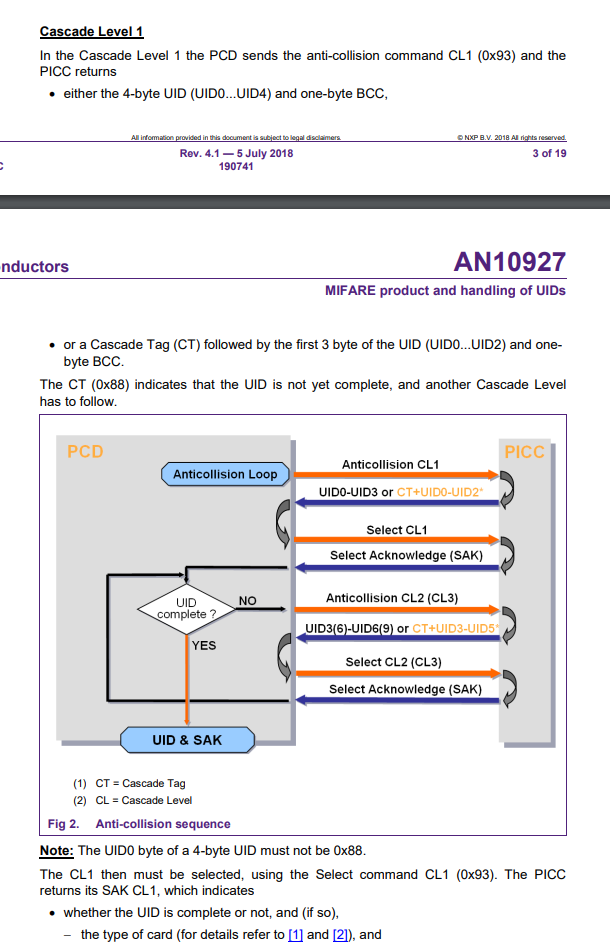 Cascade Level 1
In the Cascade Level 1 the PCD sends the anti-collision command CL1 (0x93) and the
PICC returns
• either the 4-byte UID (UID0...UID4) and one-byte BCC,
All information provided in this document is subject to legal disclaimers.
© NXP B.V. 2018 All rights reserved.
Rev. 4.1 — 5 July 2018
3 of 19
C
190741
nductors
AN10927
MIFARE product and handling of UIDs
• or a Cascade Tag (CT) followed by the first 3 byte of the UID (UID0...UID2) and one-
byte BCC.
The CT (0x88) indicates that the UID is not yet complete, and another Cascade Level
has to follow.
PCD
PICC
Anticollision Loop
Anticollision CL1
UID0-UID3 or CT+UID0-UID2*
Select CL1
Select Acknowledge (SAK)
UID
complete ?
NO
Anticollision CL2 (CL3)
UID3(6)-UID6(9) or CT+UID3-UID5*
YES
Select CL2 (CL3)
Select Acknowledge (SAK)
UID & SAK
(1) CT = Cascade Tag
(2) CL = Cascade Level
Fig 2. Anti-collision sequence
Note: The UID0 byte of a 4-byte UID must not be 0x88.
The CL1 then must be selected, using the Select command CL1 (0x93). The PICC
returns its SAK CL1, which indicates
• whether the UID is complete or not, and (if so),
– the type of card (for details refer to [1] and [2]), and